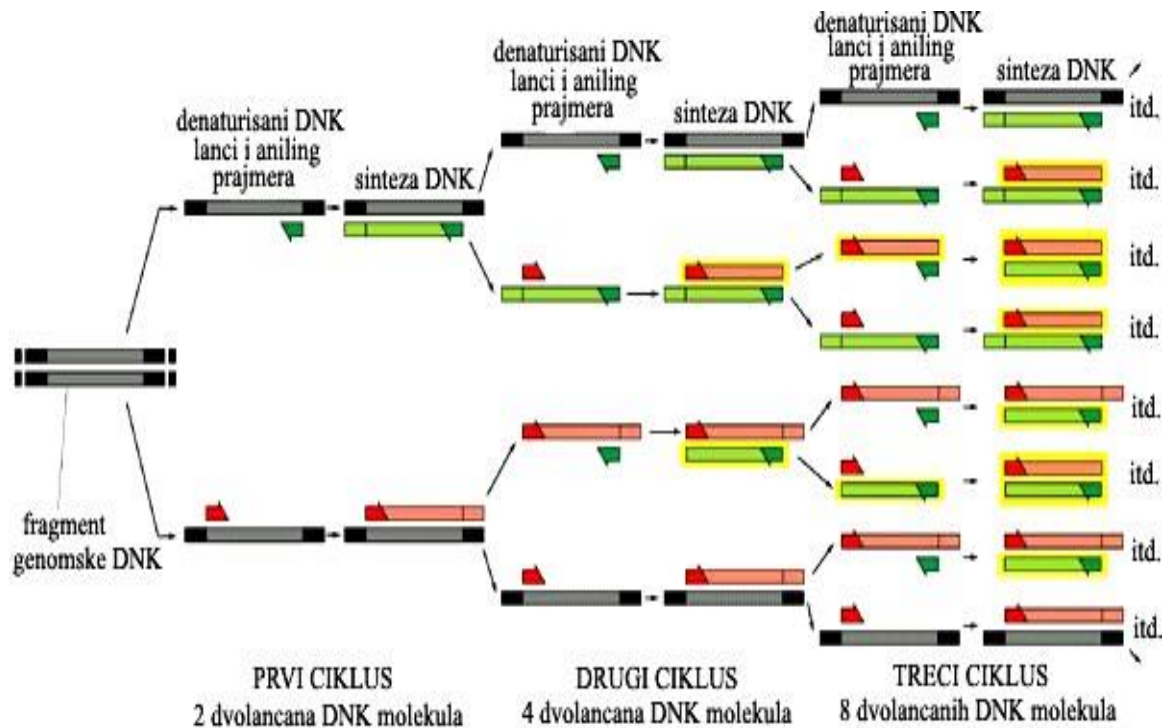 denaturisani DNK
lanci i aniling
prajmera
sinteza DNK
denaturisani DNK
lanci i aniling
prajmera
sinteza DNK
denaturisani DNK
lanci i aniling
prajmera
sinteza DNK
itd.
itd.
itd.
itd.
itd.
itd.
itd.
itd.
fragment
genomske DNK
PRVI CIKLUS
2 dvolancana DNK molekula
DRUGI CIKLUS
4 dvolancana DNK molekula
TRECI CIKLUS
8 dvolancanih DNK molekula